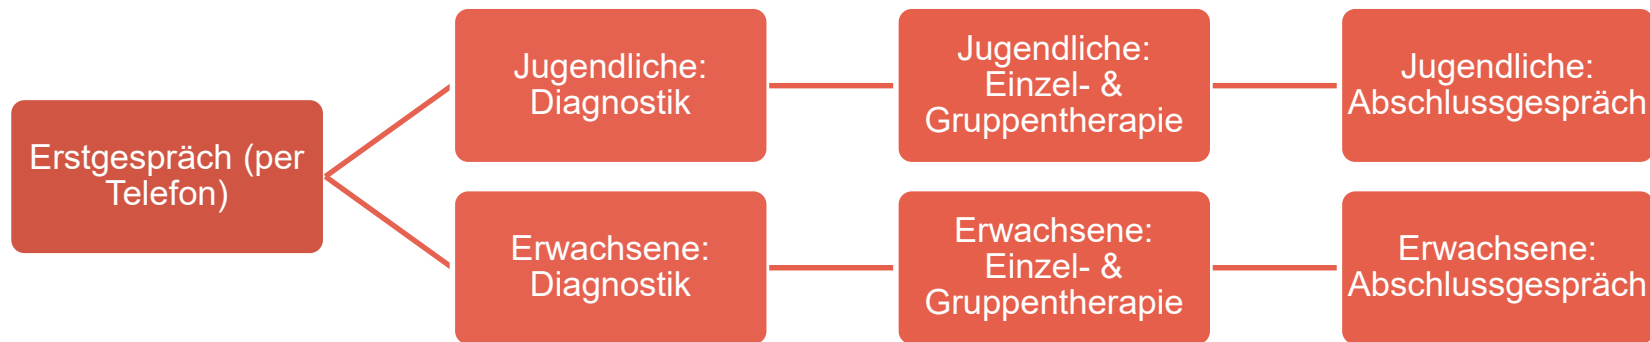 Erstgespräch (per
Telefon)
Jugendliche:
Diagnostik
Jugendliche:
Einzel- &
Gruppentherapie
Jugendliche:
Abschlussgespräch
Erwachsene:
Diagnostik
Erwachsene:
Einzel- &
Gruppentherapie
Erwachsene:
Abschlussgespräch